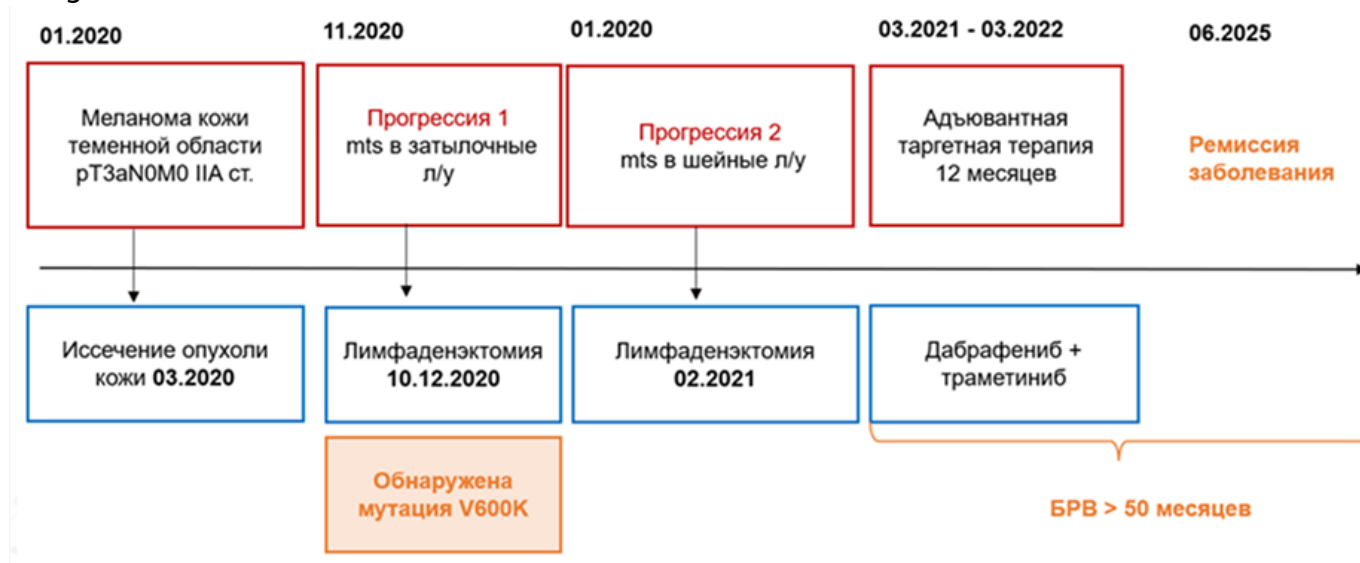 01.2020
11.2020
01.2020
03.2021 - 03.2022
06.2025
Меланома кожи
теменной области
pT3aN0M0 IIA ст.
Прогрессия 1
mts в затылочные
л/у
Прогрессия 2
mts в шейные л/у
Адъювантная
таргетная терапия
12 месяцев
Ремиссия
заболевания
Иссечение опухоли
кожи 03.2020
Лимфаденэктомия
10.12.2020
Лимфаденэктомия
02.2021
Дабрафениб +
траметиниб
Обнаружена
мутация V600K
БРВ > 50 месяцев